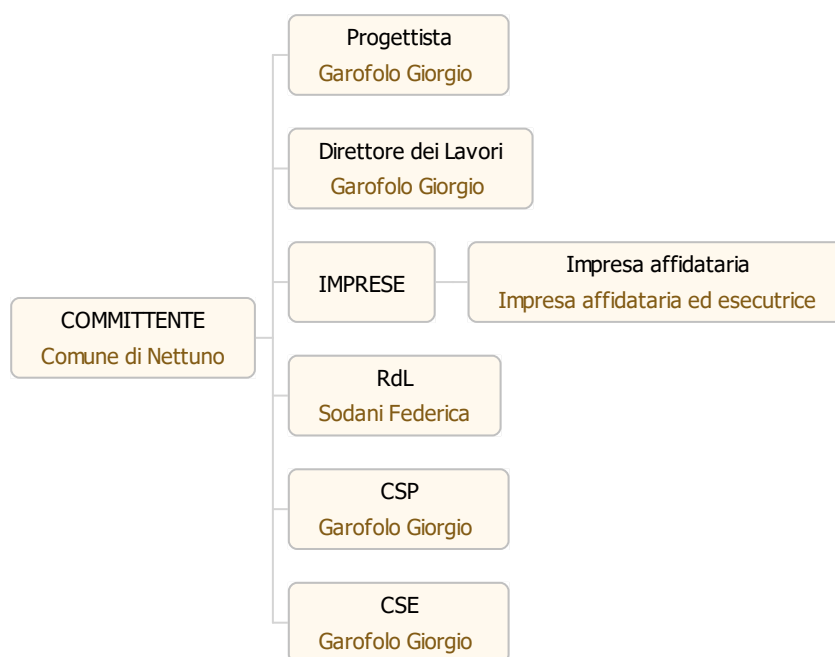 Progettista
Garofolo Giorgio
Direttore dei Lavori
Garofolo Giorgio
IMPRESE
Impresa affidataria
Impresa affidataria ed esecutrice
COMMITTENTE
Comune di Nettuno
RdL
Sodani Federica
CSP
Garofolo Giorgio
CSE
Garofolo Giorgio